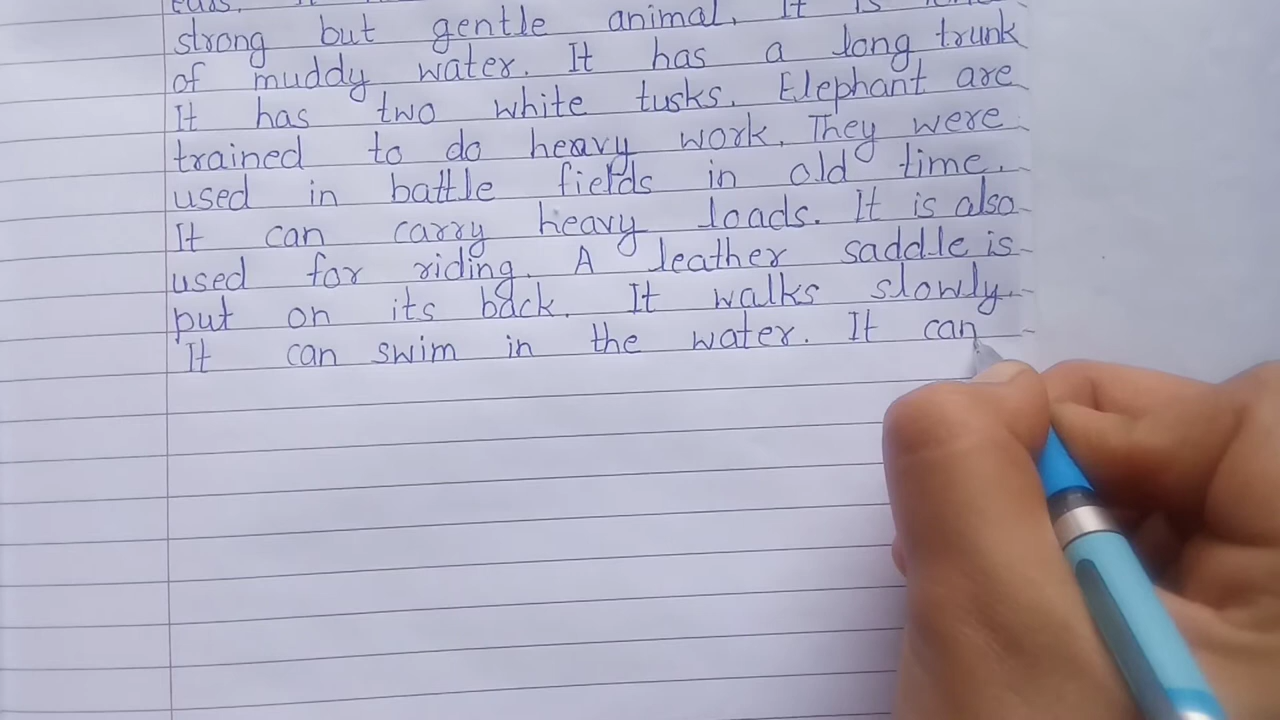 strong but gentle animal. It is
of muddy water. It has a long trunk
It has two white tusks. Elephant are
trained to do heavy work. They were
used in battle fields in old time.
It can carry heavy loads. It is also
used for riding. A leather saddle is
put on its back. It walks slowly.
It can swim in the water. It can